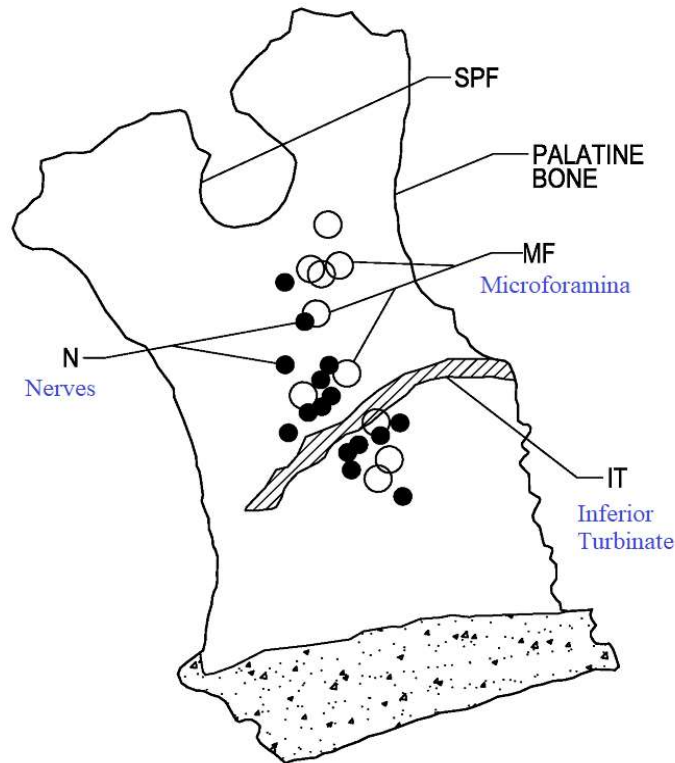 SPF
PALATINE
BONE
MF
Microforamina
N
Nerves
IT
Inferior
Turbinate